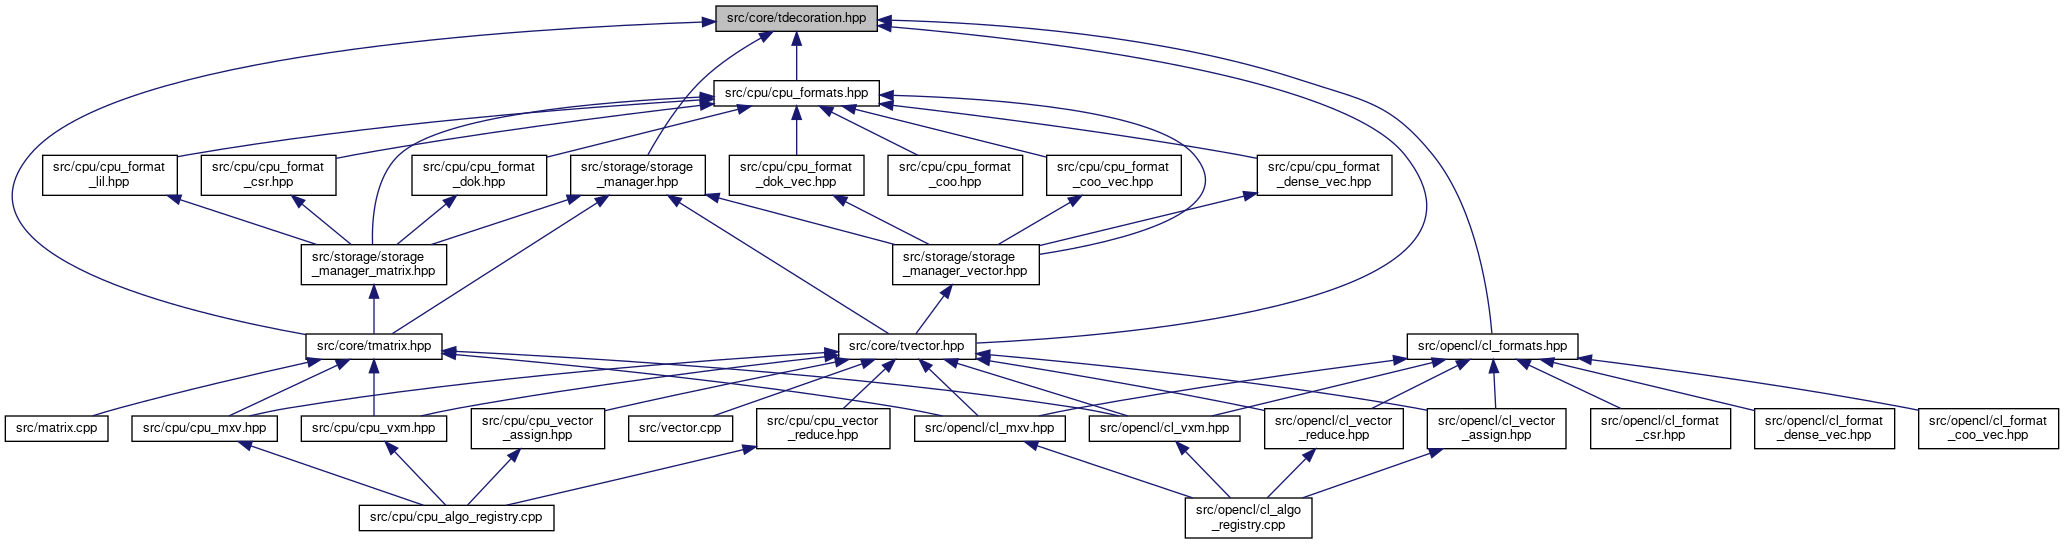 src/core/tdecoration.hpp
src/cpu/cpu_formats.hpp
src/cpu/cpu_format
_lil.hpp
src/cpu/cpu_format
_csr.hpp
src/cpu/cpu_format
_dok.hpp
src/storage/storage
_manager.hpp
src/cpu/cpu_format
_dok_vec.hpp
src/cpu/cpu_format
_coo.hpp
src/cpu/cpu_format
_coo_vec.hpp
src/cpu/cpu_format
_dense_vec.hpp
src/storage/storage
_manager_matrix.hpp
src/storage/storage
_manager_vector.hpp
src/core/tmatrix.hpp
src/core/tvector.hpp
src/opencl/cl_formats.hpp
src/matrix.cpp
src/cpu/cpu_mxv.hpp
src/cpu/cpu_vxm.hpp
src/cpu/cpu_vector
_assign.hpp
src/vector.cpp
src/cpu/cpu_vector
_reduce.hpp
src/opencl/cl_mxv.hpp
src/opencl/cl_vxm.hpp
src/opencl/cl_vector
_reduce.hpp
src/opencl/cl_vector
_assign.hpp
src/opencl/cl_format
_csr.hpp
src/opencl/cl_format
_dense_vec.hpp
src/opencl/cl_format
_coo_vec.hpp
src/cpu/cpu_algo_registry.cpp
src/opencl/cl_algo
_registry.cpp